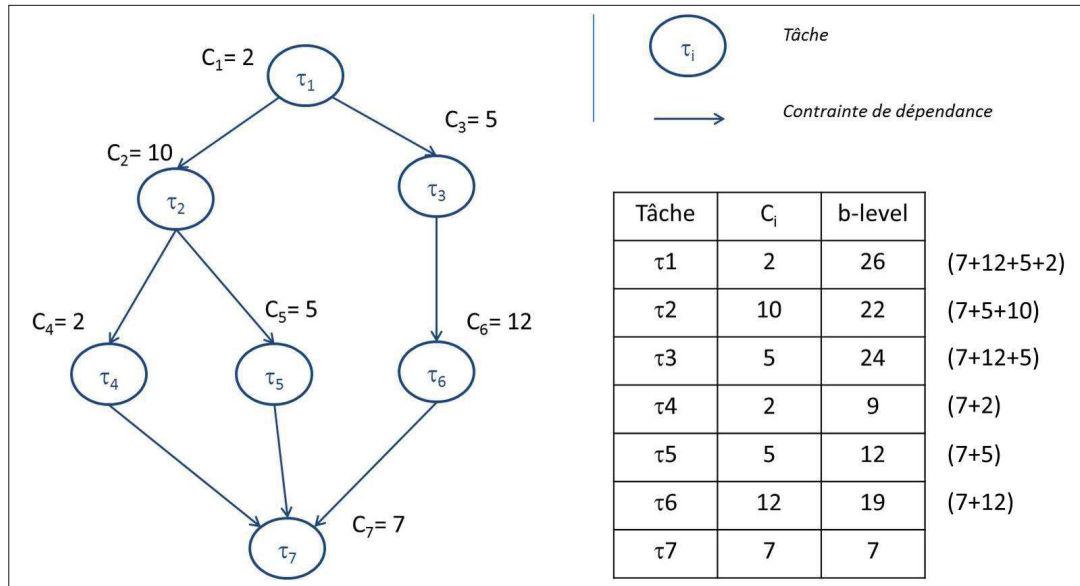 C1= 2
τ1
C3= 5
C2= 10
τ2
τ3
C4= 2
C5= 5
C6= 12
τ4
τ5
τ6
C7= 7
τ7
τi
Tâche
Contrainte de dépendance
Tâche Ci b-level
τ1 2 26 (7+12+5+2)
τ2 10 22 (7+5+10)
τ3 5 24 (7+12+5)
τ4 2 9 (7+2)
τ5 5 12 (7+5)
τ6 12 19 (7+12)
τ7 7 7